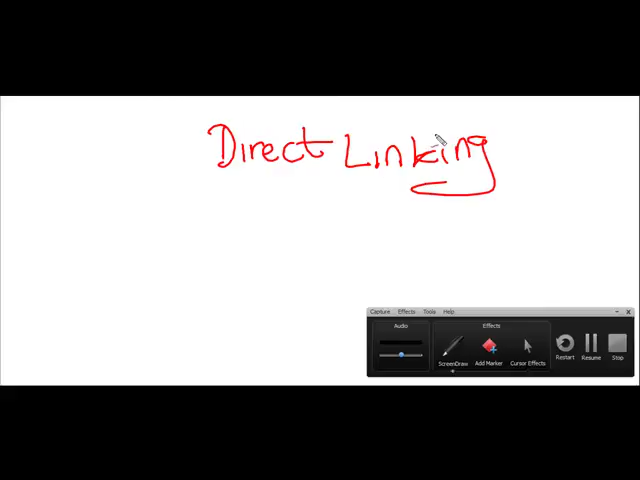 Direct Linking
Capture Effects Tools Help
Audio
Effects
ScreenDraw
Add Marker
Cursor Effects
Restart
Resume
Stop